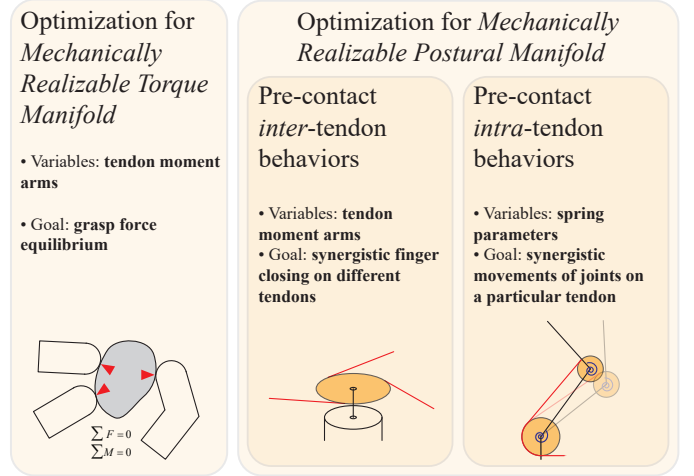 Optimization for
Mechanically
Realizable Torque
Manifold
• Variables: tendon moment
arms
• Goal: grasp force
equilibrium
∑ F = 0
∑ M = 0
Optimization for Mechanically
Realizable Postural Manifold
Pre-contact
inter-tendon
behaviors
• Variables: tendon
moment arms
• Goal: synergistic finger
closing on different
tendons
Pre-contact
intra-tendon
behaviors
• Variables: spring
parameters
• Goal: synergistic
movements of joints on
a particular tendon